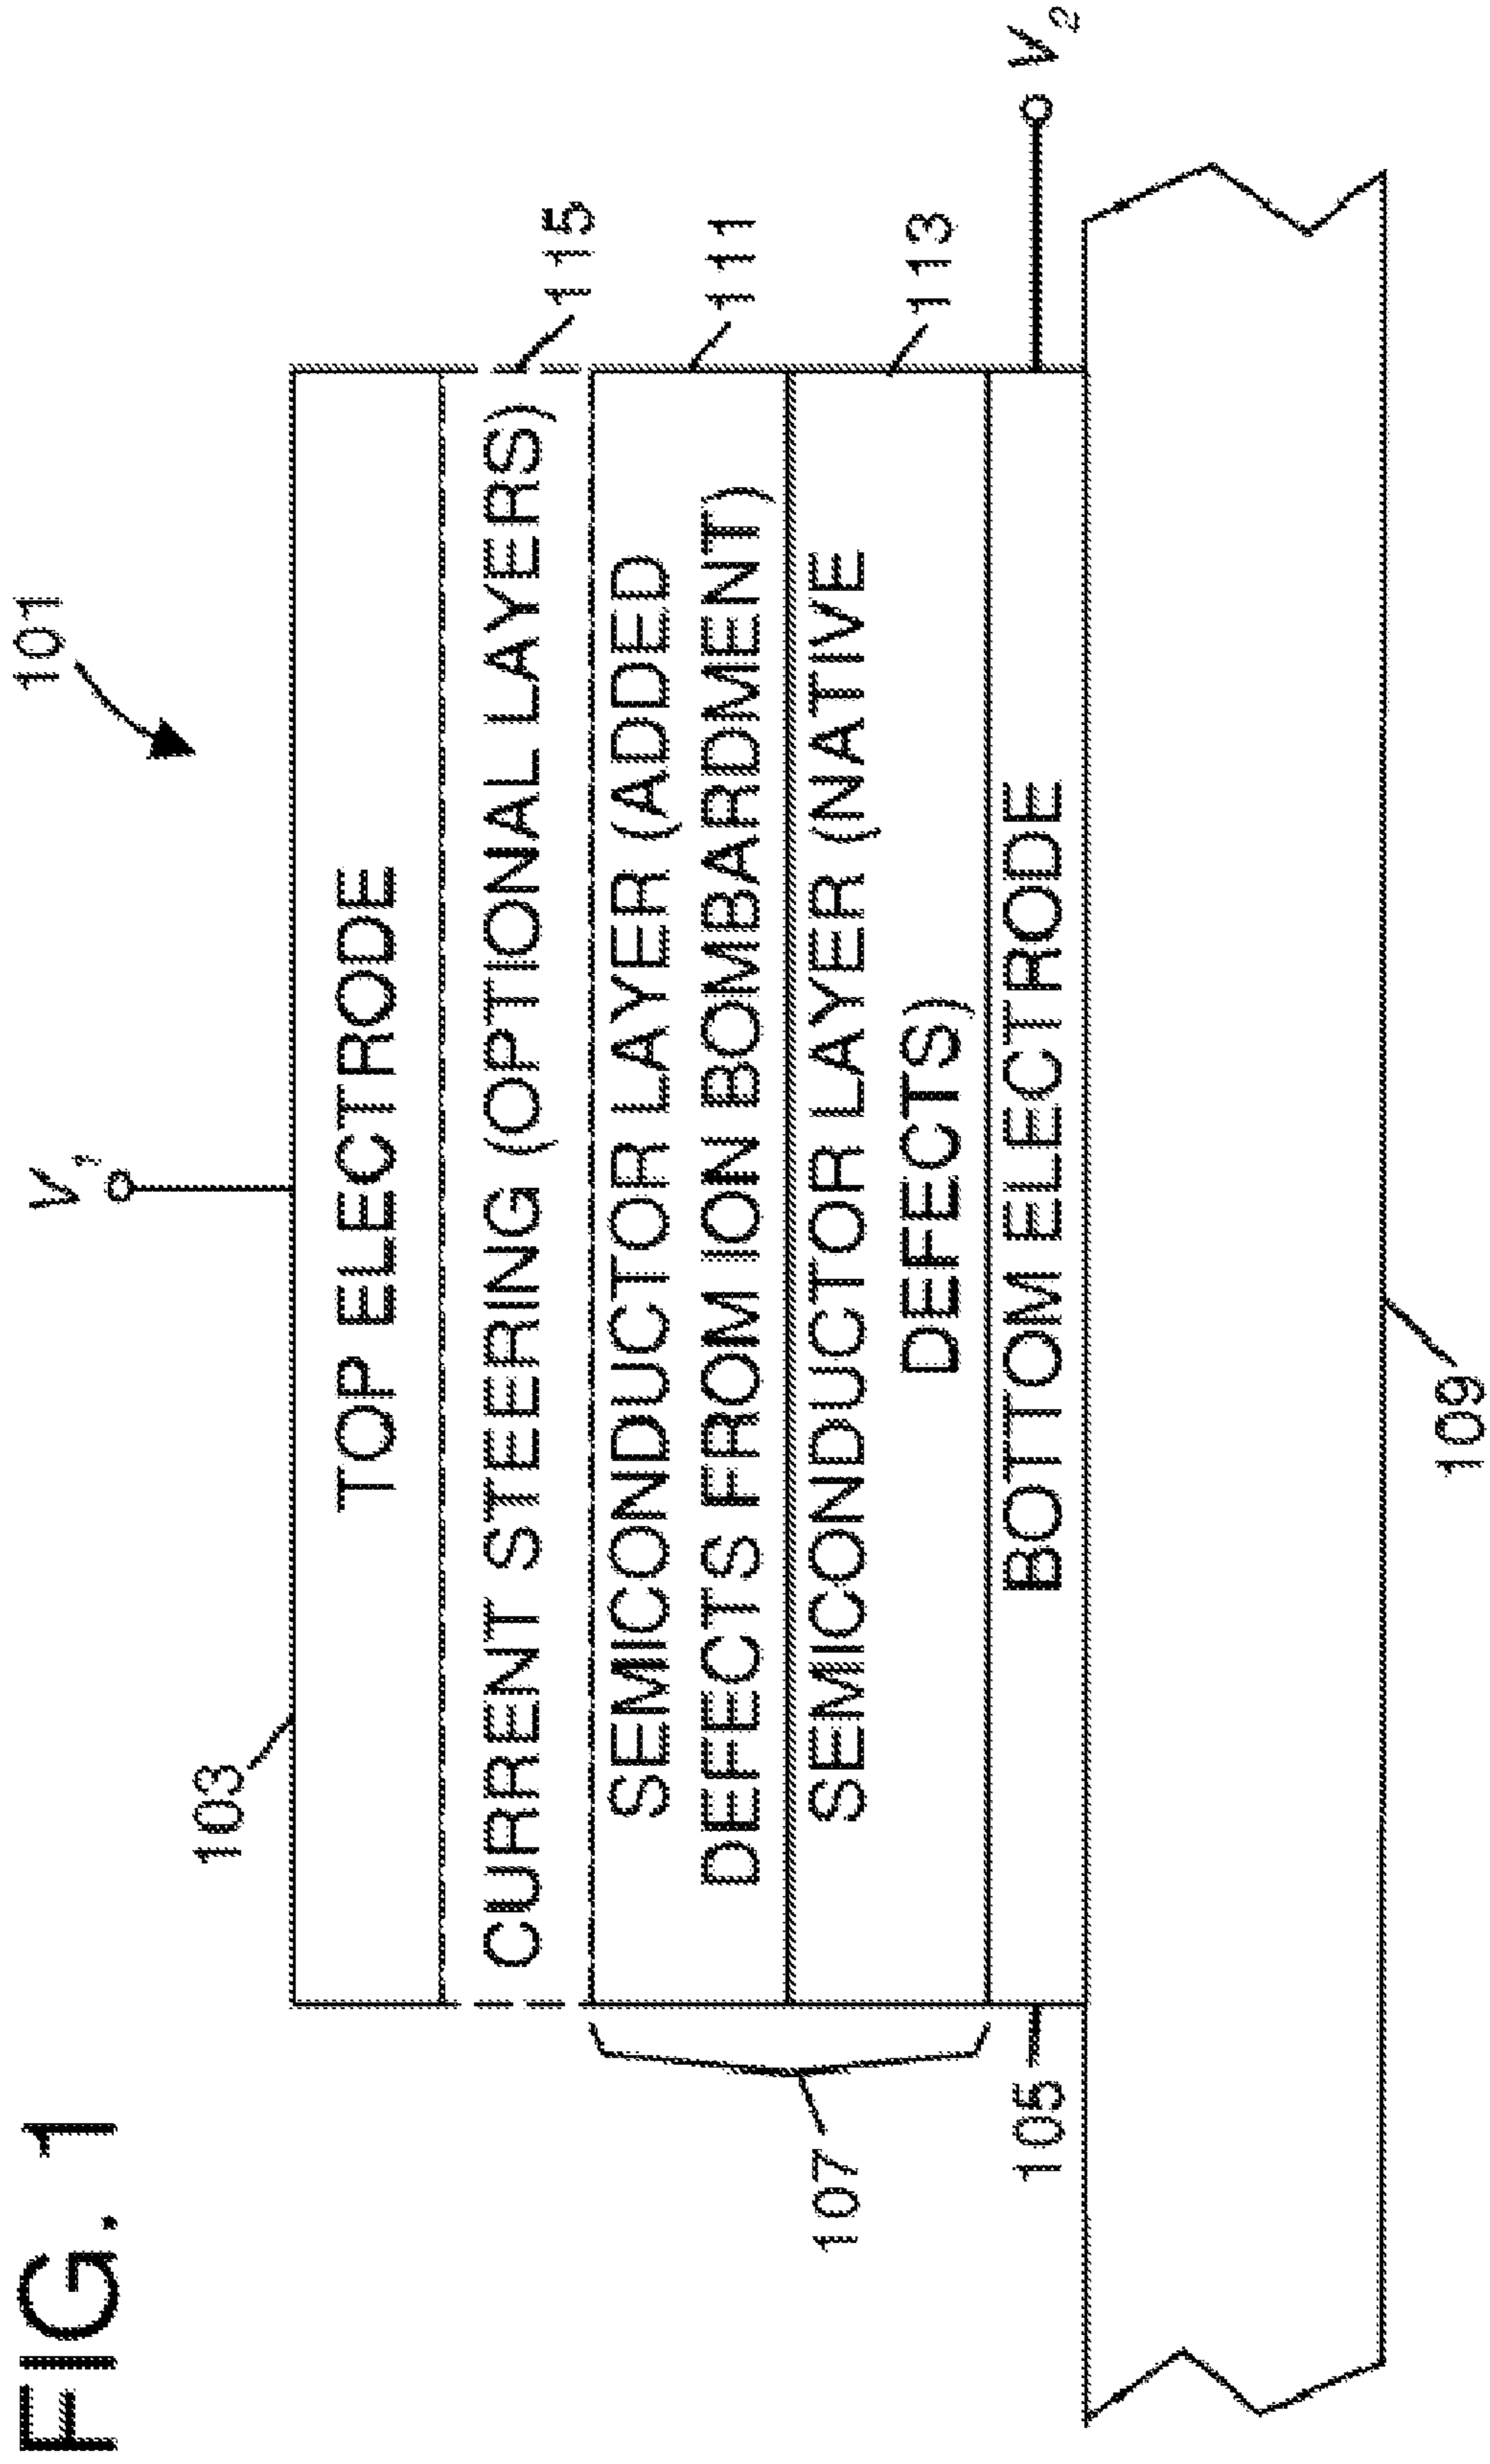 FIG. 1
101
V1
103
TOP ELECTRODE
CURRENT STEERING (OPTIONAL LAYERS)
115
SEMICONDUCTOR LAYER (ADDED
DEFECTS FROM ION BOMBARDMENT)
111
107
SEMICONDUCTOR LAYER (NATIVE
DEFECTS)
113
105
BOTTOM ELECTRODE
V2
109